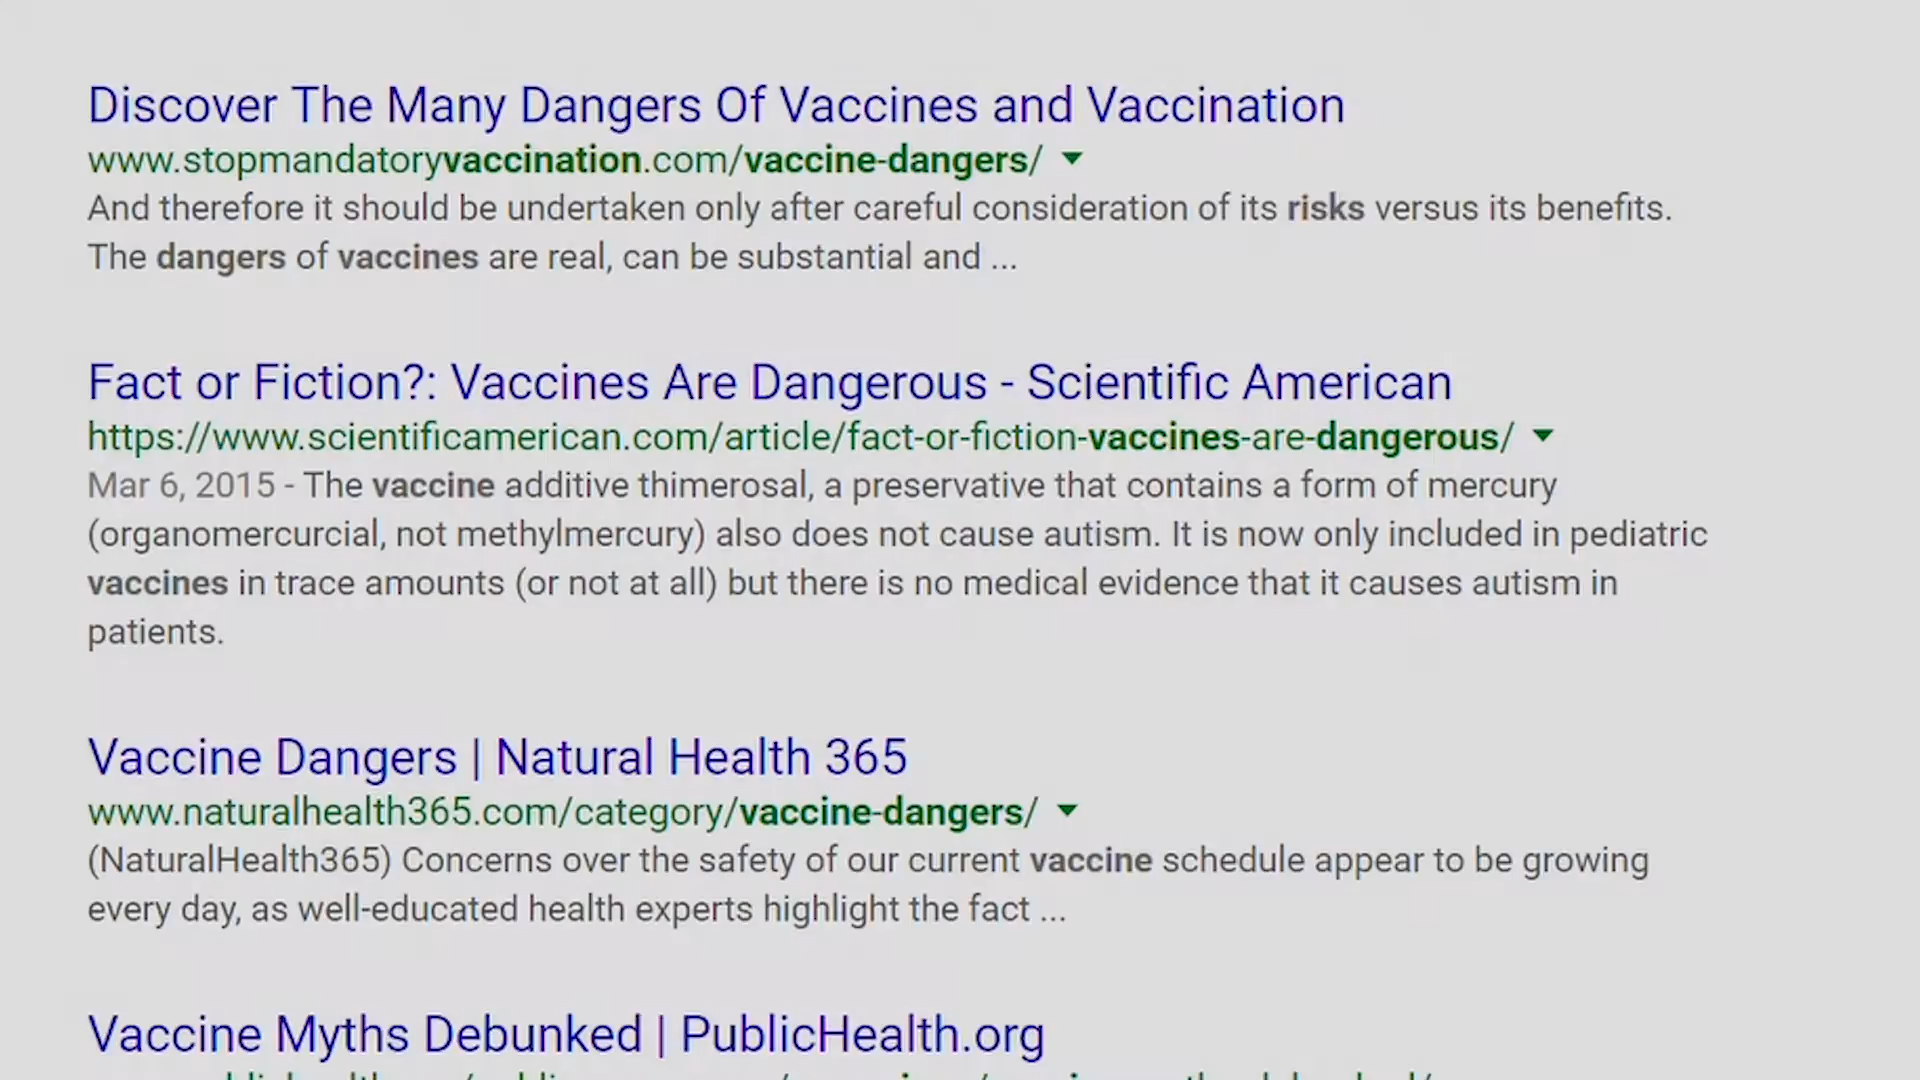 Discover The Many Dangers Of Vaccines and Vaccination
www.stopmandatoryvaccination.com/vaccine-dangers/
And therefore it should be undertaken only after careful consideration of its risks versus its benefits.
The dangers of vaccines are real, can be substantial and ...
Fact or Fiction?: Vaccines Are Dangerous - Scientific American
https://www.scientificamerican.com/article/fact-or-fiction-vaccines-are-dangerous/
Mar 6, 2015 - The vaccine additive thimerosal, a preservative that contains a form of mercury
(organomercurcial, not methylmercury) also does not cause autism. It is now only included in pediatric
vaccines in trace amounts (or not at all) but there is no medical evidence that it causes autism in
patients.
Vaccine Dangers | Natural Health 365
www.naturalhealth365.com/category/vaccine-dangers/
(NaturalHealth365) Concerns over the safety of our current vaccine schedule appear to be growing
every day, as well-educated health experts highlight the fact ...
Vaccine Myths Debunked | PublicHealth.org